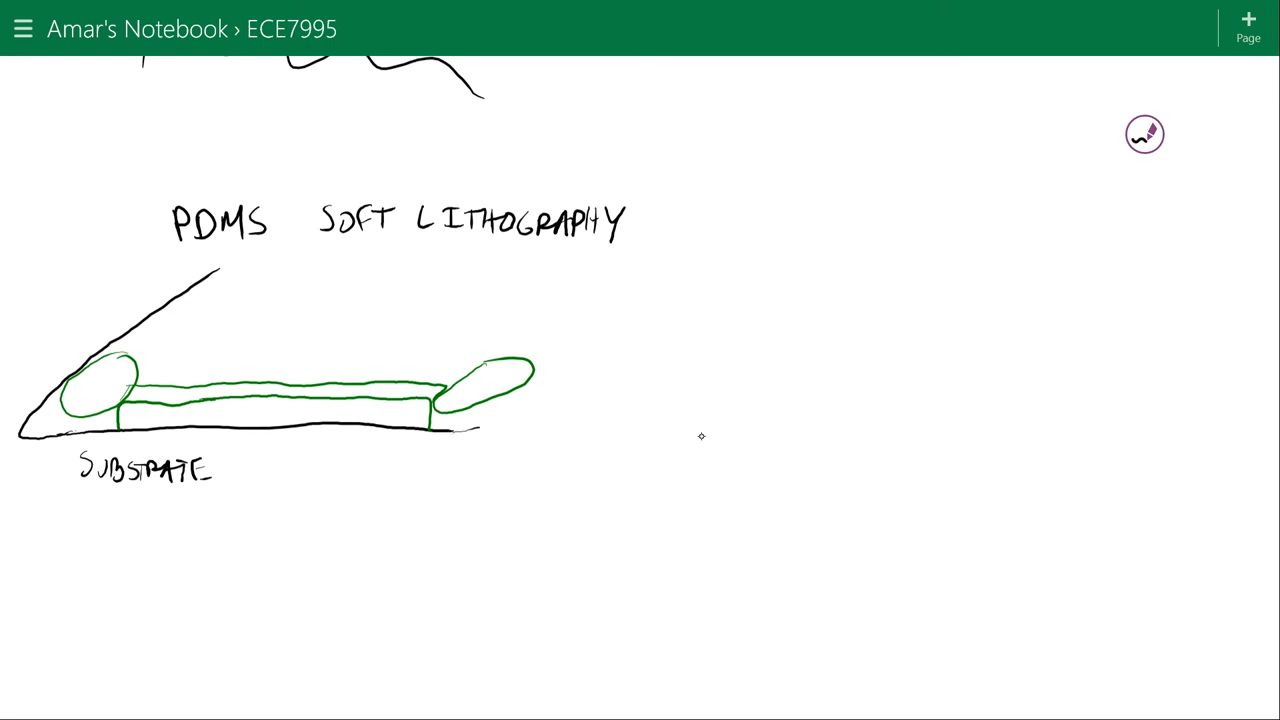 Amar's Notebook › ECE7995
Page
PDMS SOFT LITHOGRAPHY
SUBSTRATE